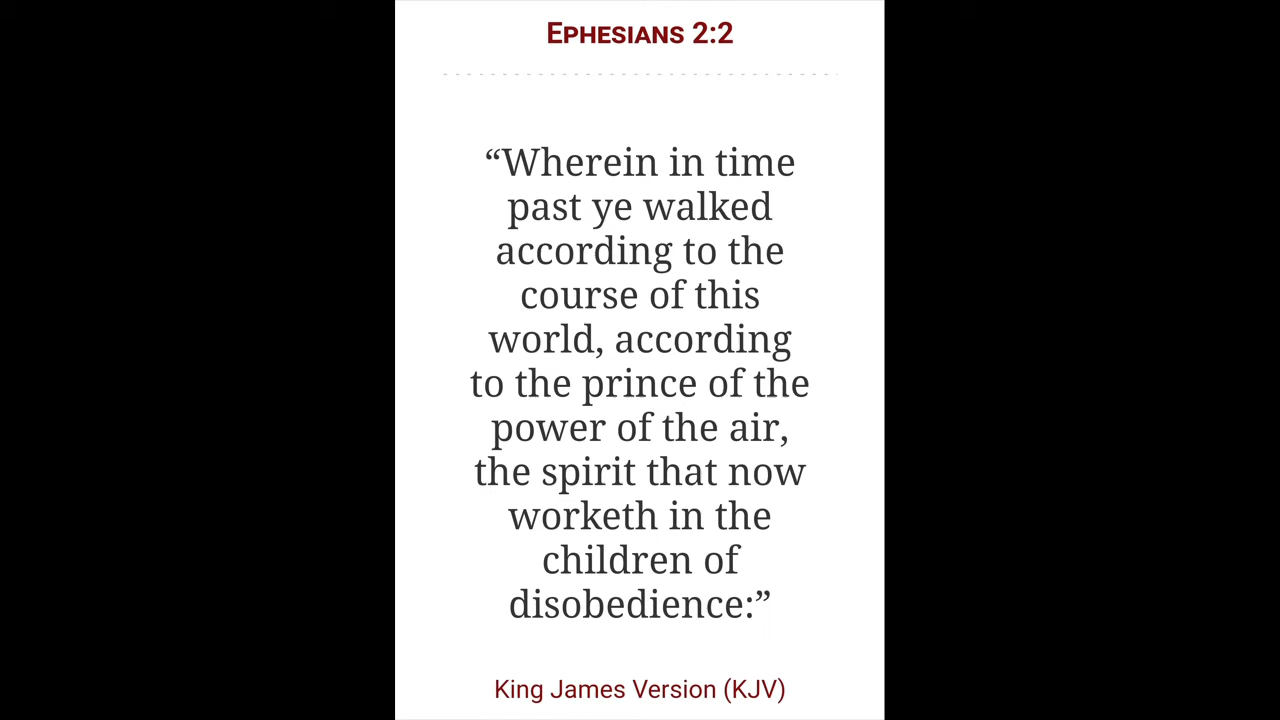 Ephesians 2:2
“Wherein in time
past ye walked
according to the
course of this
world, according
to the prince of the
power of the air,
the spirit that now
worketh in the
children of
disobedience:”
King James Version (KJV)